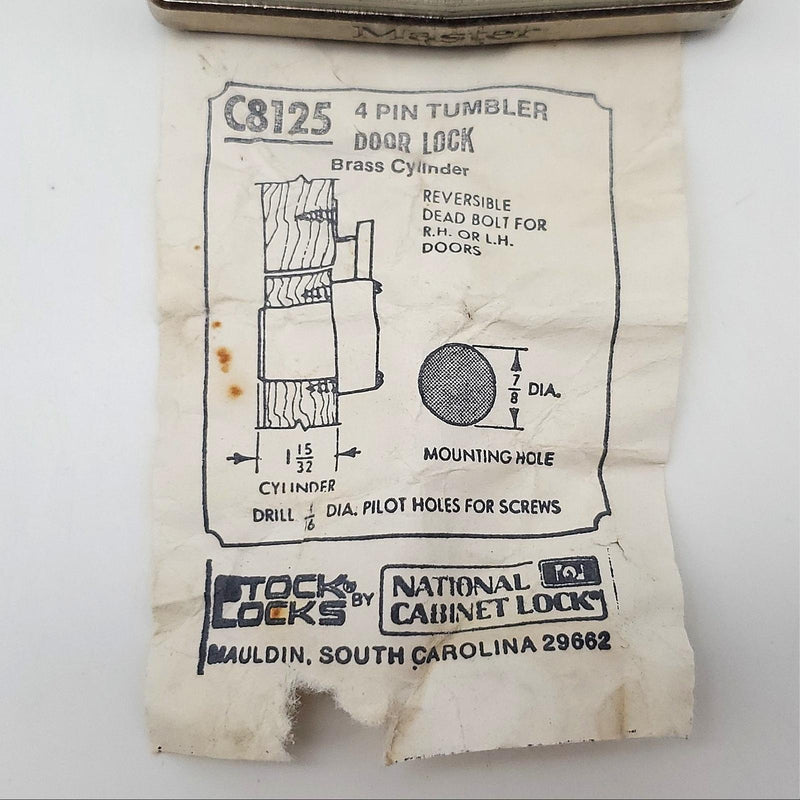 Master
C8125
4 PIN TUMBLER
DOOR LOCK
Brass Cylinder
REVERSIBLE
DEAD BOLT FOR
R.H. OR L.H.
DOORS
7/8 DIA.
1 15/32
MOUNTING HOLE
CYLINDER
DRILL 1/16 DIA. PILOT HOLES FOR SCREWS
STOCK®
LOCKS
BY
NATIONAL
CABINET LOCK™
MAULDIN, SOUTH CAROLINA 29662